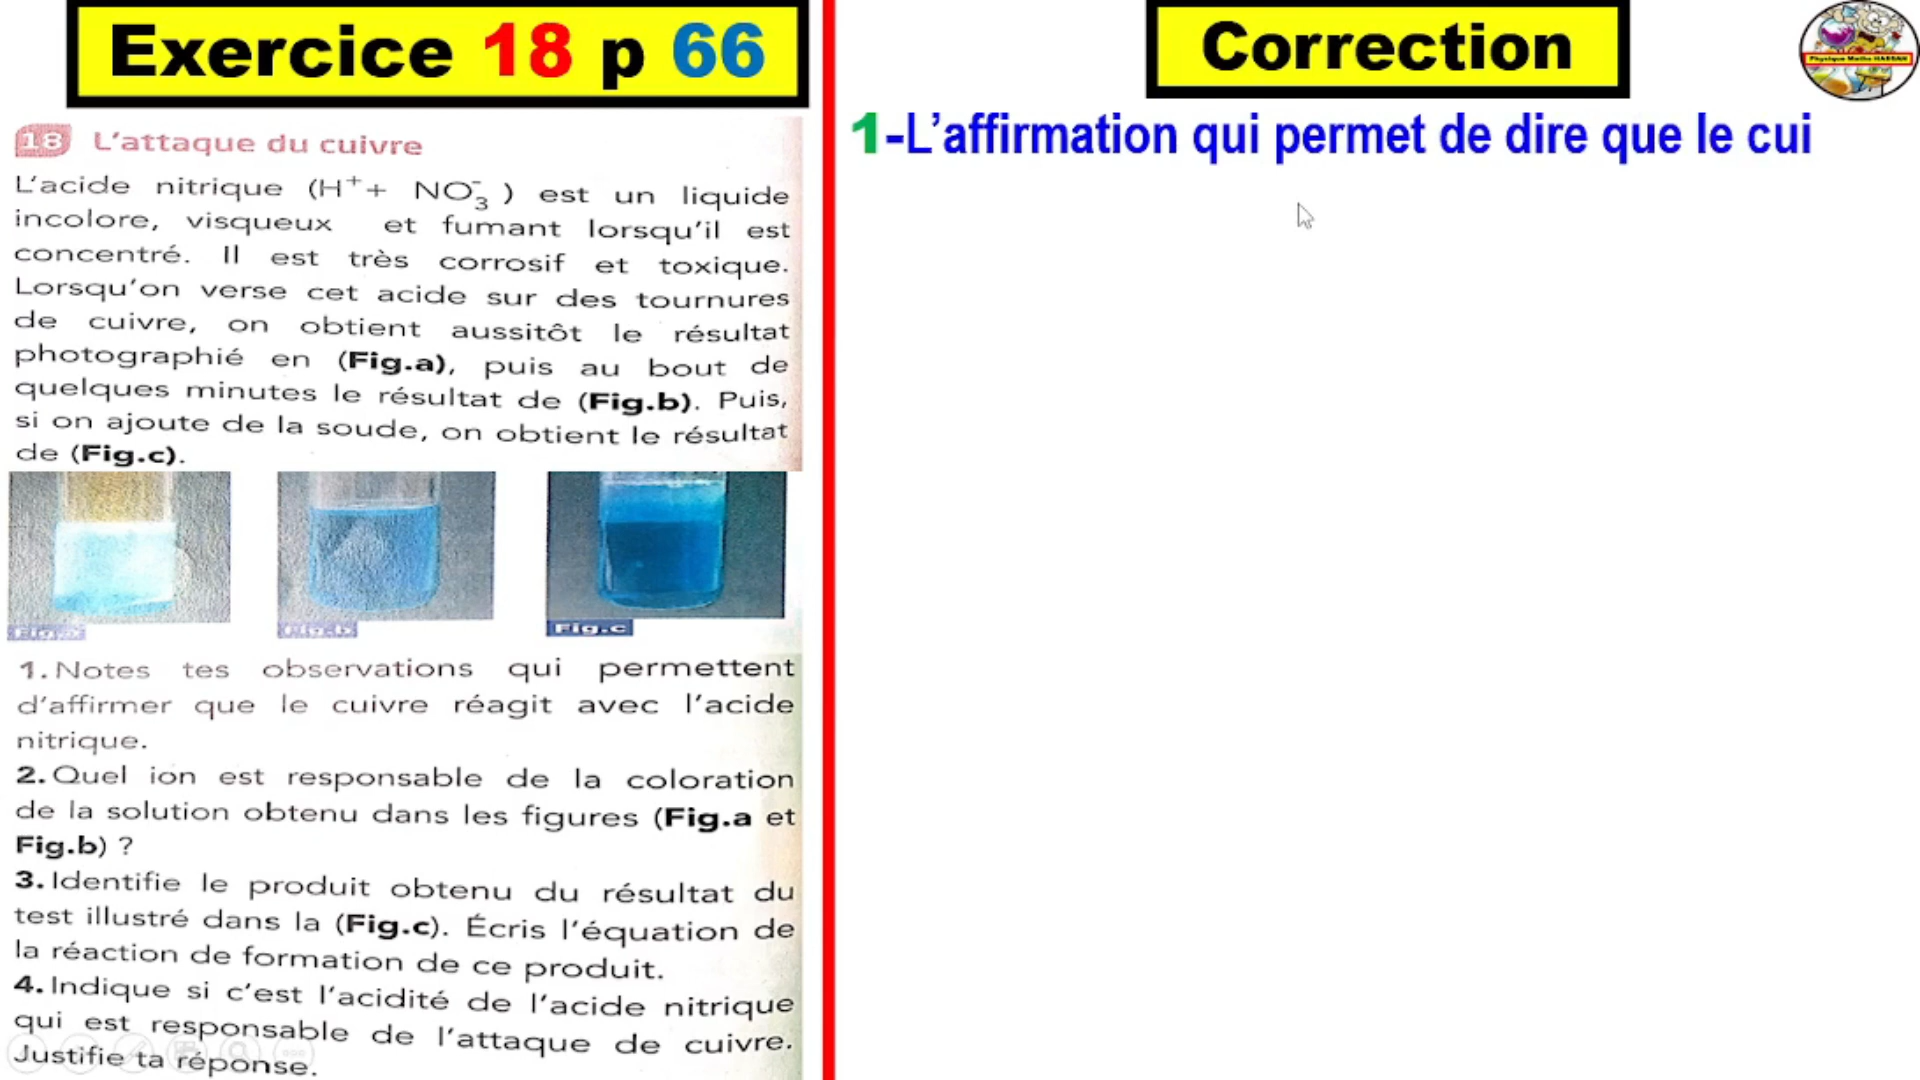 Exercice 18 p 66
18 L'attaque du cuivre
L'acide nitrique (H⁺+ NO₃⁻) est un liquide
incolore, visqueux et fumant lorsqu'il est
concentré. Il est très corrosif et toxique.
Lorsqu'on verse cet acide sur des tournures
de cuivre, on obtient aussitôt le résultat
photographié en (Fig.a), puis au bout de
quelques minutes le résultat de (Fig.b). Puis,
si on ajoute de la soude, on obtient le résultat
de (Fig.c).
Fig.a
Fig.b
Fig.c
1. Notes tes observations qui permettent
d'affirmer que le cuivre réagit avec l'acide
nitrique.
2. Quel ion est responsable de la coloration
de la solution obtenu dans les figures (Fig.a et
Fig.b) ?
3. Identifie le produit obtenu du résultat du
test illustré dans la (Fig.c). Écris l'équation de
la réaction de formation de ce produit.
4. Indique si c'est l'acidité de l'acide nitrique
qui est responsable de l'attaque de cuivre.
Justifie ta réponse.
Correction
Physique Maths HASSAN
1-L'affirmation qui permet de dire que le cui